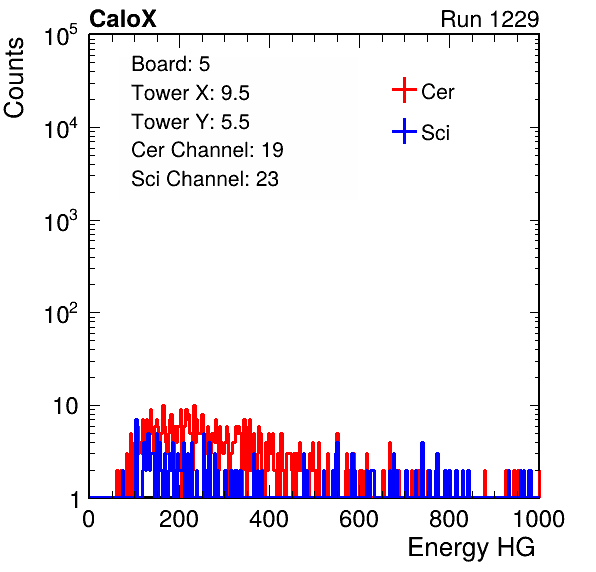 CaloX Run 1229
Counts
Board: 5
Tower X: 9.5
Tower Y: 5.5
Cer Channel: 19
Sci Channel: 23
Cer
Sci
10^5
10^4
10^3
10^2
10
1
0 200 400 600 800 1000
Energy HG